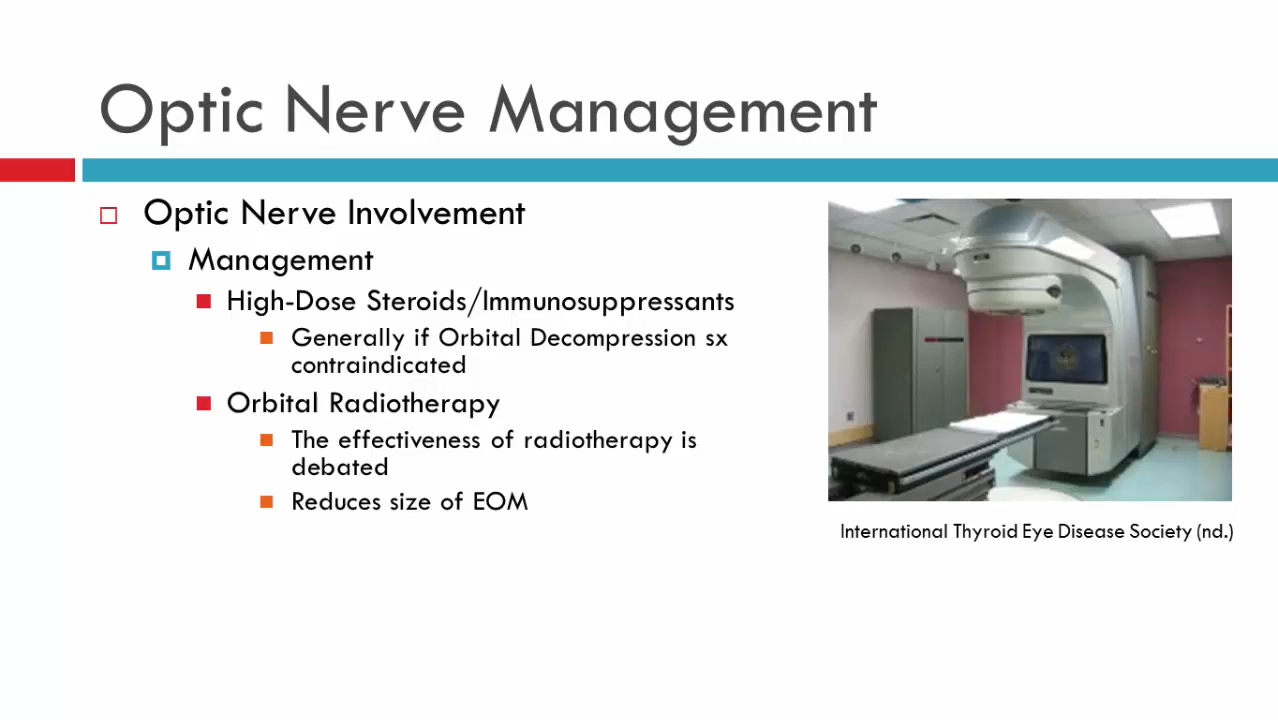 Optic Nerve Management
Optic Nerve Involvement
Management
High-Dose Steroids/Immunosuppressants
Generally if Orbital Decompression sx
contraindicated
Orbital Radiotherapy
The effectiveness of radiotherapy is
debated
Reduces size of EOM
International Thyroid Eye Disease Society (nd.)